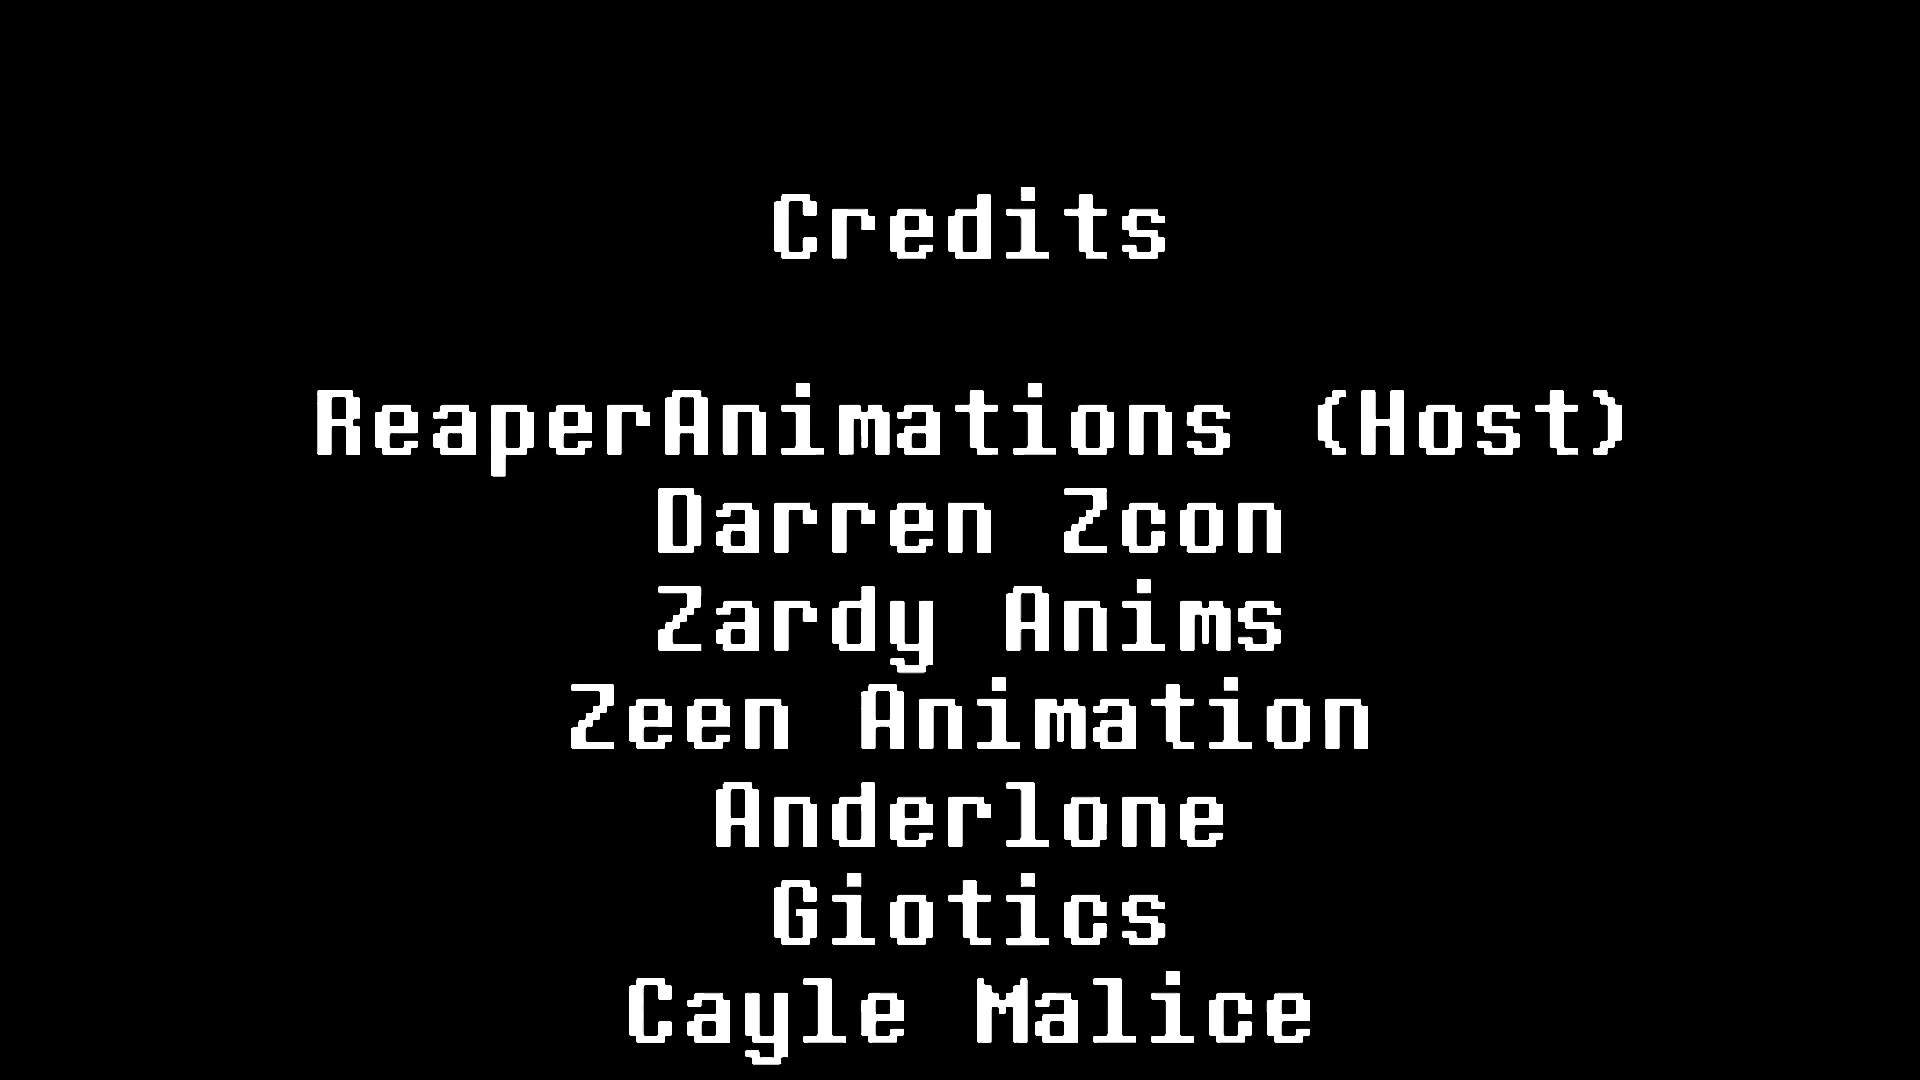 Credits
ReaperAnimations (Host)
Darren Zcon
Zardy Anims
Zeen Animation
Anderlone
Giotics
Cayle Malice